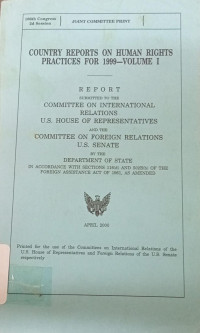 106th Congress
2d Session
JOINT COMMITTEE PRINT
COUNTRY REPORTS ON HUMAN RIGHTS
PRACTICES FOR 1999—VOLUME I
REPORT
SUBMITTED TO THE
COMMITTEE ON INTERNATIONAL
RELATIONS
U.S. HOUSE OF REPRESENTATIVES
AND THE
COMMITTEE ON FOREIGN RELATIONS
U.S. SENATE
BY THE
DEPARTMENT OF STATE
IN ACCORDANCE WITH SECTIONS 116(d) AND 502B(b) OF THE
FOREIGN ASSISTANCE ACT OF 1961, AS AMENDED
APRIL 2000
Printed for the use of the Committees on International Relations of the
U.S. House of Representatives and Foreign Relations of the U.S. Senate
respectively